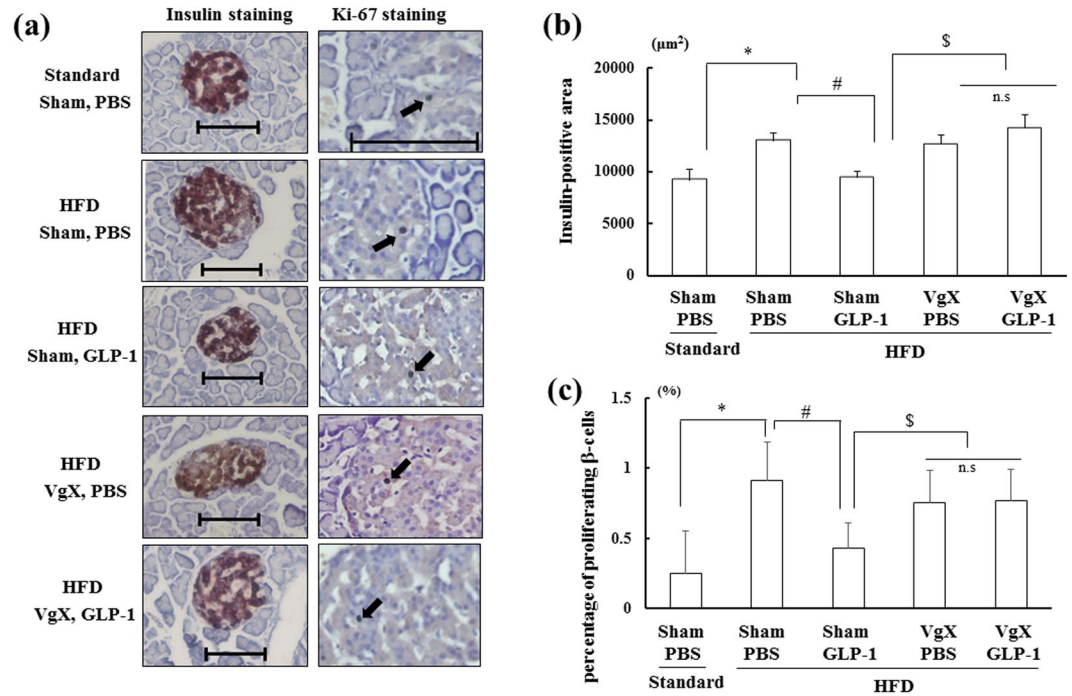 (a)
Insulin staining
Ki-67 staining
Standard
Sham, PBS
HFD
Sham, PBS
HFD
Sham, GLP-1
HFD
VgX, PBS
HFD
VgX, GLP-1
(b)
(µm²)
Insulin-positive area
20000
15000
10000
5000
0
*
#
$
n.s
Sham PBS
Sham PBS
Sham GLP-1
VgX PBS
VgX GLP-1
Standard
HFD
(c)
(%)
percentage of proliferating β-cells
1.5
1
0.5
0
*
#
$
n.s
Sham PBS
Sham PBS
Sham GLP-1
VgX PBS
VgX GLP-1
Standard
HFD